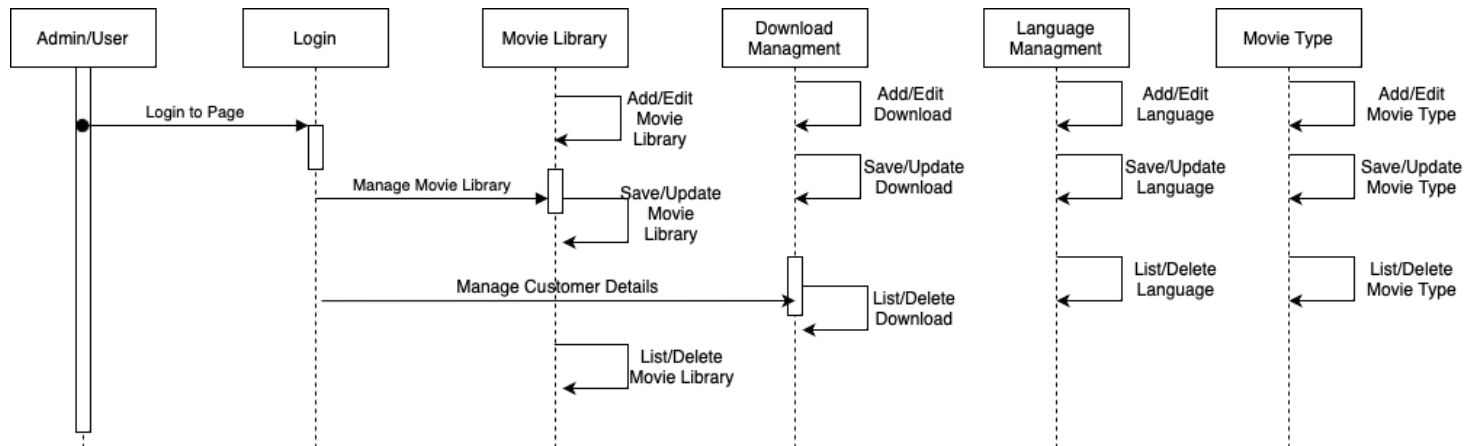 Admin/User
Login
Movie Library
Download
Managment
Language
Managment
Movie Type
Login to Page
Add/Edit
Movie
Library
Add/Edit
Download
Add/Edit
Language
Add/Edit
Movie Type
Manage Movie Library
Save/Update
Movie
Library
Save/Update
Download
Save/Update
Language
Save/Update
Movie Type
Manage Customer Details
List/Delete
Download
List/Delete
Language
List/Delete
Movie Type
List/Delete
Movie Library